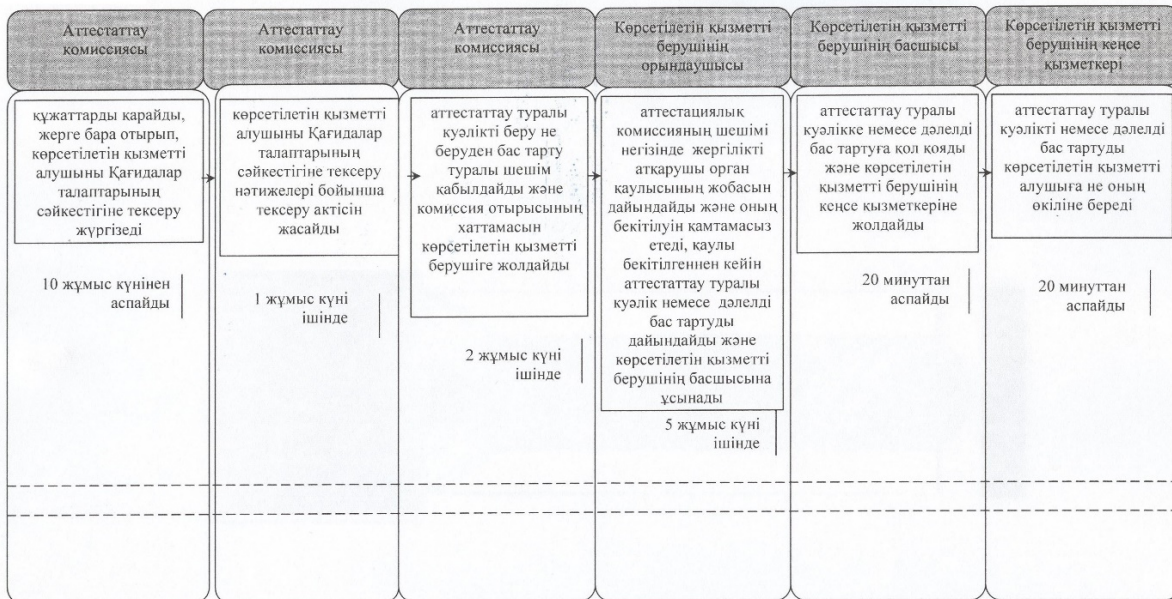 Аттестаттау
комиссиясы
Аттестаттау
комиссиясы
Аттестаттау
комиссиясы
Көрсетілетін қызметті
берушінің
орындаушысы
Көрсетілетін қызметті
берушінің басшысы
Көрсетілетін қызметті
берушінің кеңсе
қызметкері
құжаттарды қарайды,
жерге бара отырып,
көрсетілетін қызметті
алушыны Қағидалар
талаптарының
сәйкестігіне тексеру
жүргізеді
10 жұмыс күнінен
аспайды
көрсетілетін қызметті
алушыны Қағидалар
талаптарының
сәйкестігіне тексеру
нәтижелері бойынша
тексеру актісін
жасайды
1 жұмыс күні
ішінде
аттестаттау туралы
куәлікті беру не
беруден бас тарту
туралы шешім
қабылдайды және
комиссия отырысының
хаттамасын
көрсетілетін қызметті
берушіге жолдайды
2 жұмыс күні
ішінде
аттестациялық
комиссияның шешімі
негізінде жергілікті
атқарушы орган
қаулысының жобасын
дайындайды және оның
бекітілуін қамтамасыз
етеді, қаулы
бекітілгеннен кейін
аттестаттау туралы
куәлік немесе дәлелді
бас тартуды
дайындайды және
көрсетілетін қызметті
берушінің басшысына
ұсынады
5 жұмыс күні
ішінде
аттестаттау туралы
куәлікке немесе дәлелді
бас тартуға қол қояды
және көрсетілетін
қызметті берушінің
кеңсе қызметкеріне
жолдайды
20 минуттан
аспайды
аттестаттау туралы
куәлікті немесе дәлелді
бас тартуды
көрсетілетін қызметті
алушыға не оның
өкіліне береді
20 минуттан
аспайды